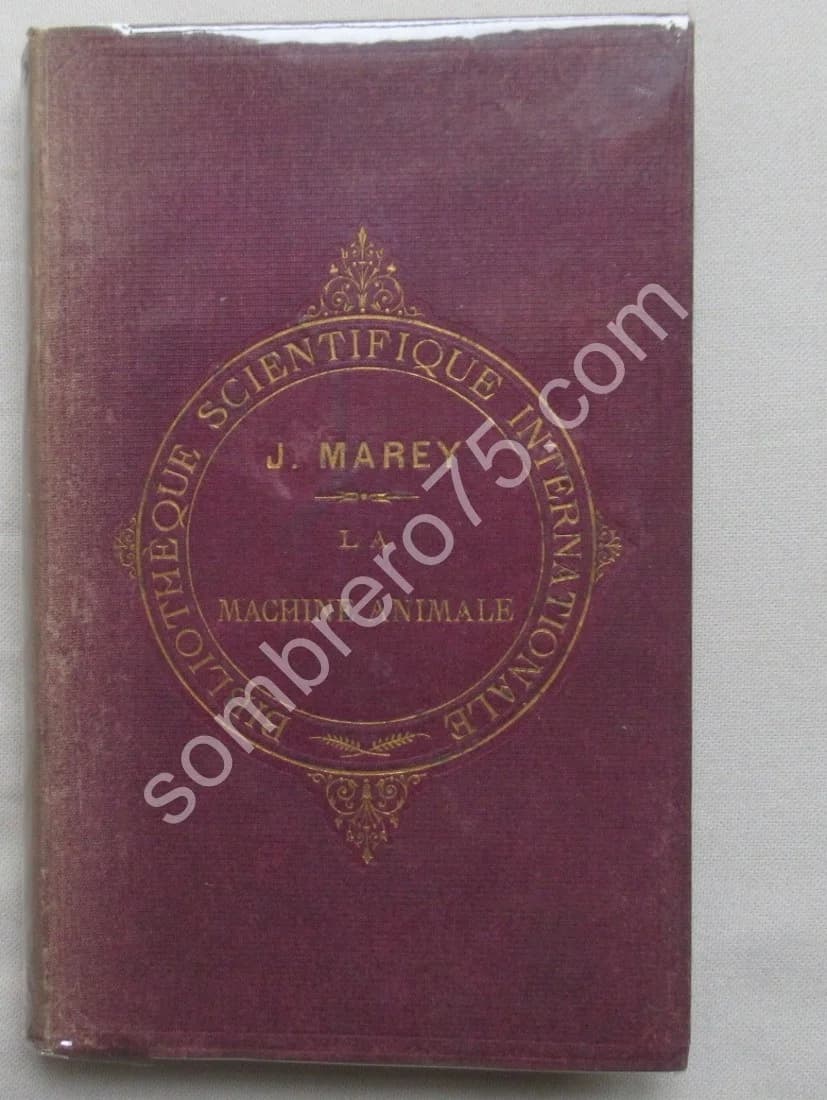 BIBLIOTHÈQUE SCIENTIFIQUE INTERNATIONALE
J. MAREY
LA
MACHINE ANIMALE
sombrero75.com